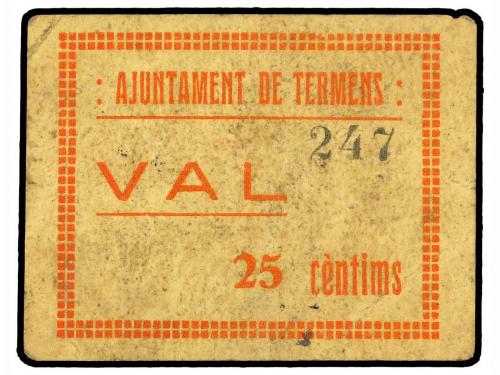 : AJUNTAMENT DE TERMENS :
247
VAL
25 cèntims